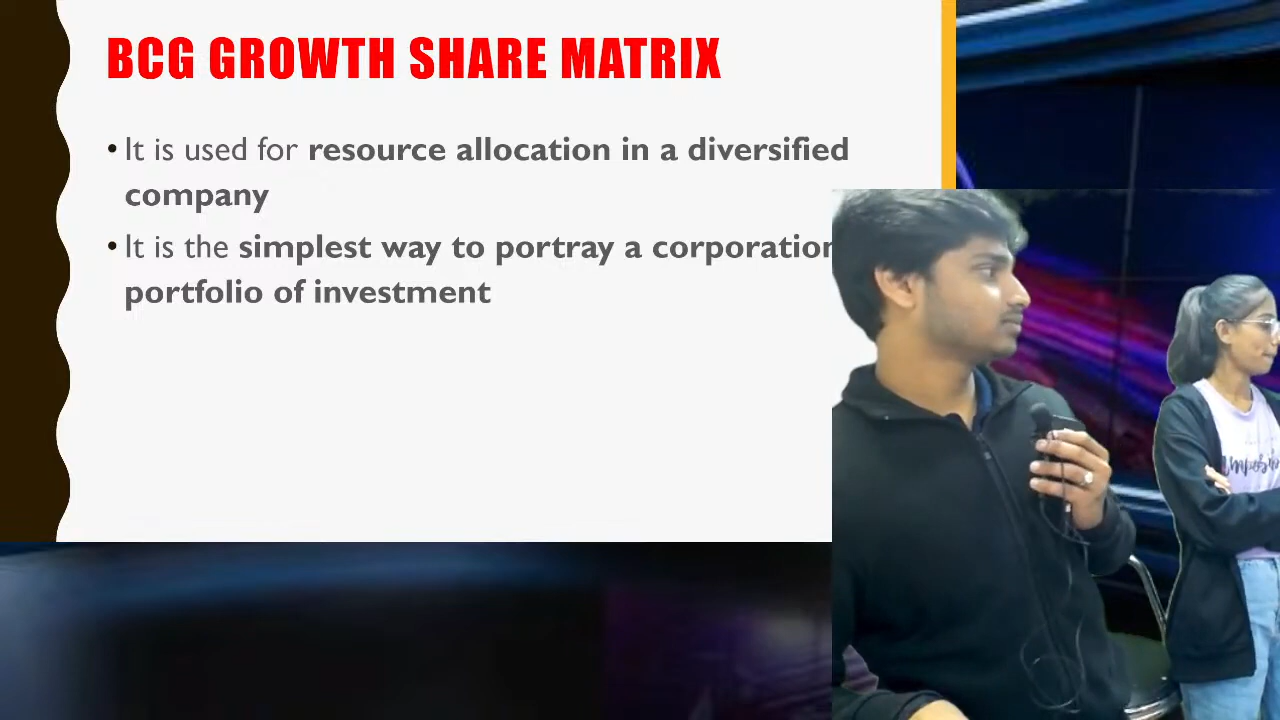 BCG GROWTH SHARE MATRIX
•It is used for resource allocation in a diversified
company
•It is the simplest way to portray a corporation
portfolio of investment